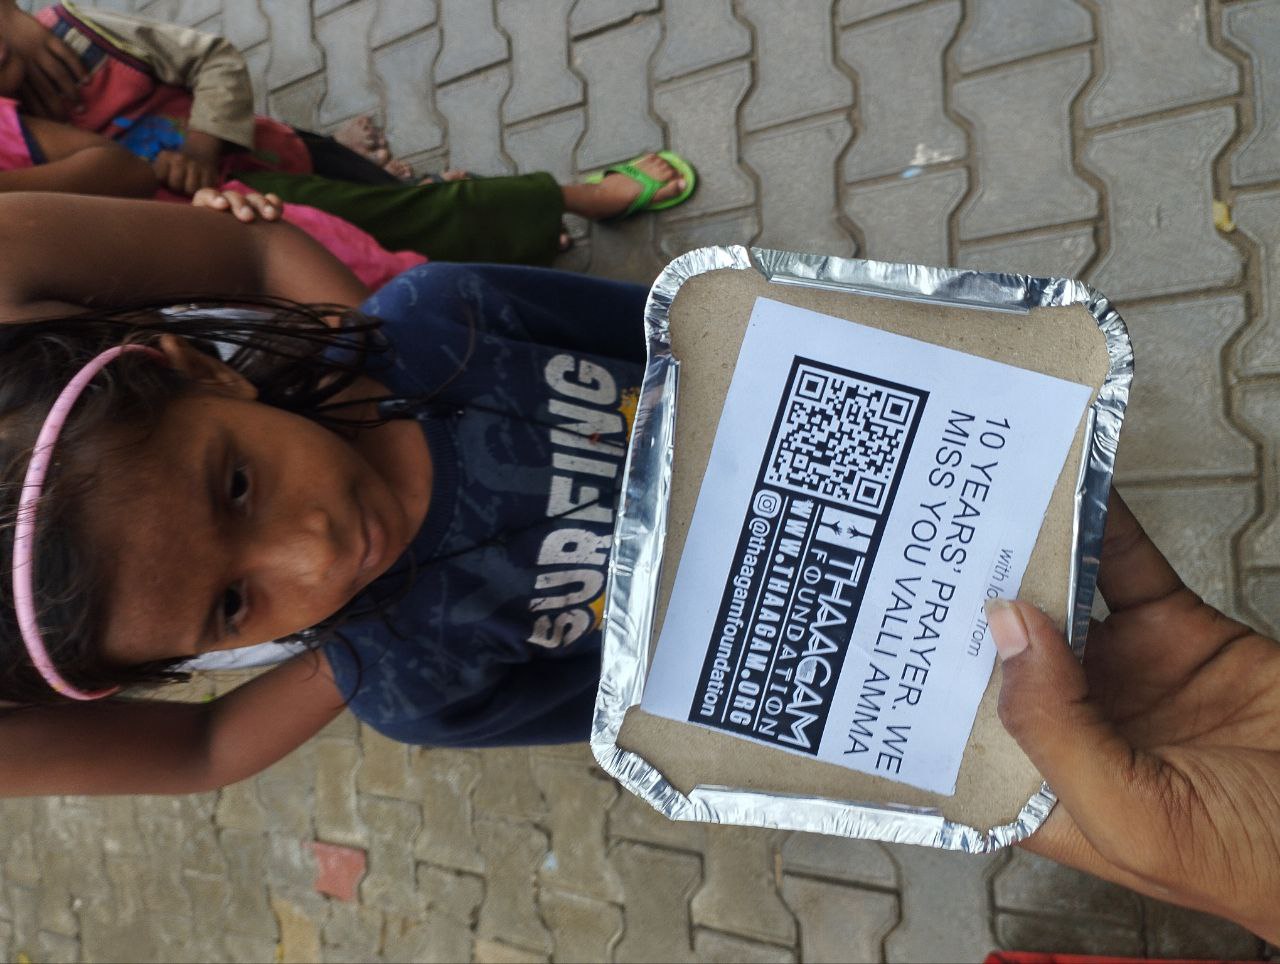 with love from
10 YEARS' PRAYER. WE
MISS YOU VALLI AMMA
THAAGAM
FOUNDATION
WWW.THAAGAM.ORG
@thaagamfoundation
SURFING